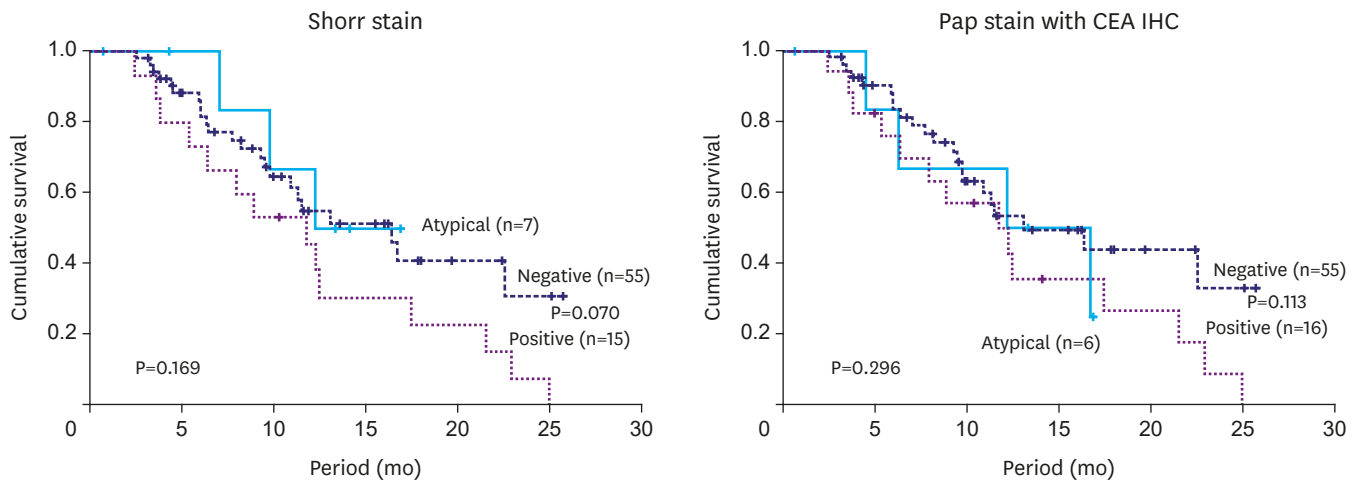 Shorr stain
Cumulative survival
1.0
0.8
0.6
0.4
0.2
0
5
10
15
20
25
30
Period (mo)
Atypical (n=7)
Negative (n=55)
P=0.070
Positive (n=15)
P=0.169
Pap stain with CEA IHC
Cumulative survival
1.0
0.8
0.6
0.4
0.2
0
5
10
15
20
25
30
Period (mo)
Negative (n=55)
P=0.113
Positive (n=16)
Atypical (n=6)
P=0.296